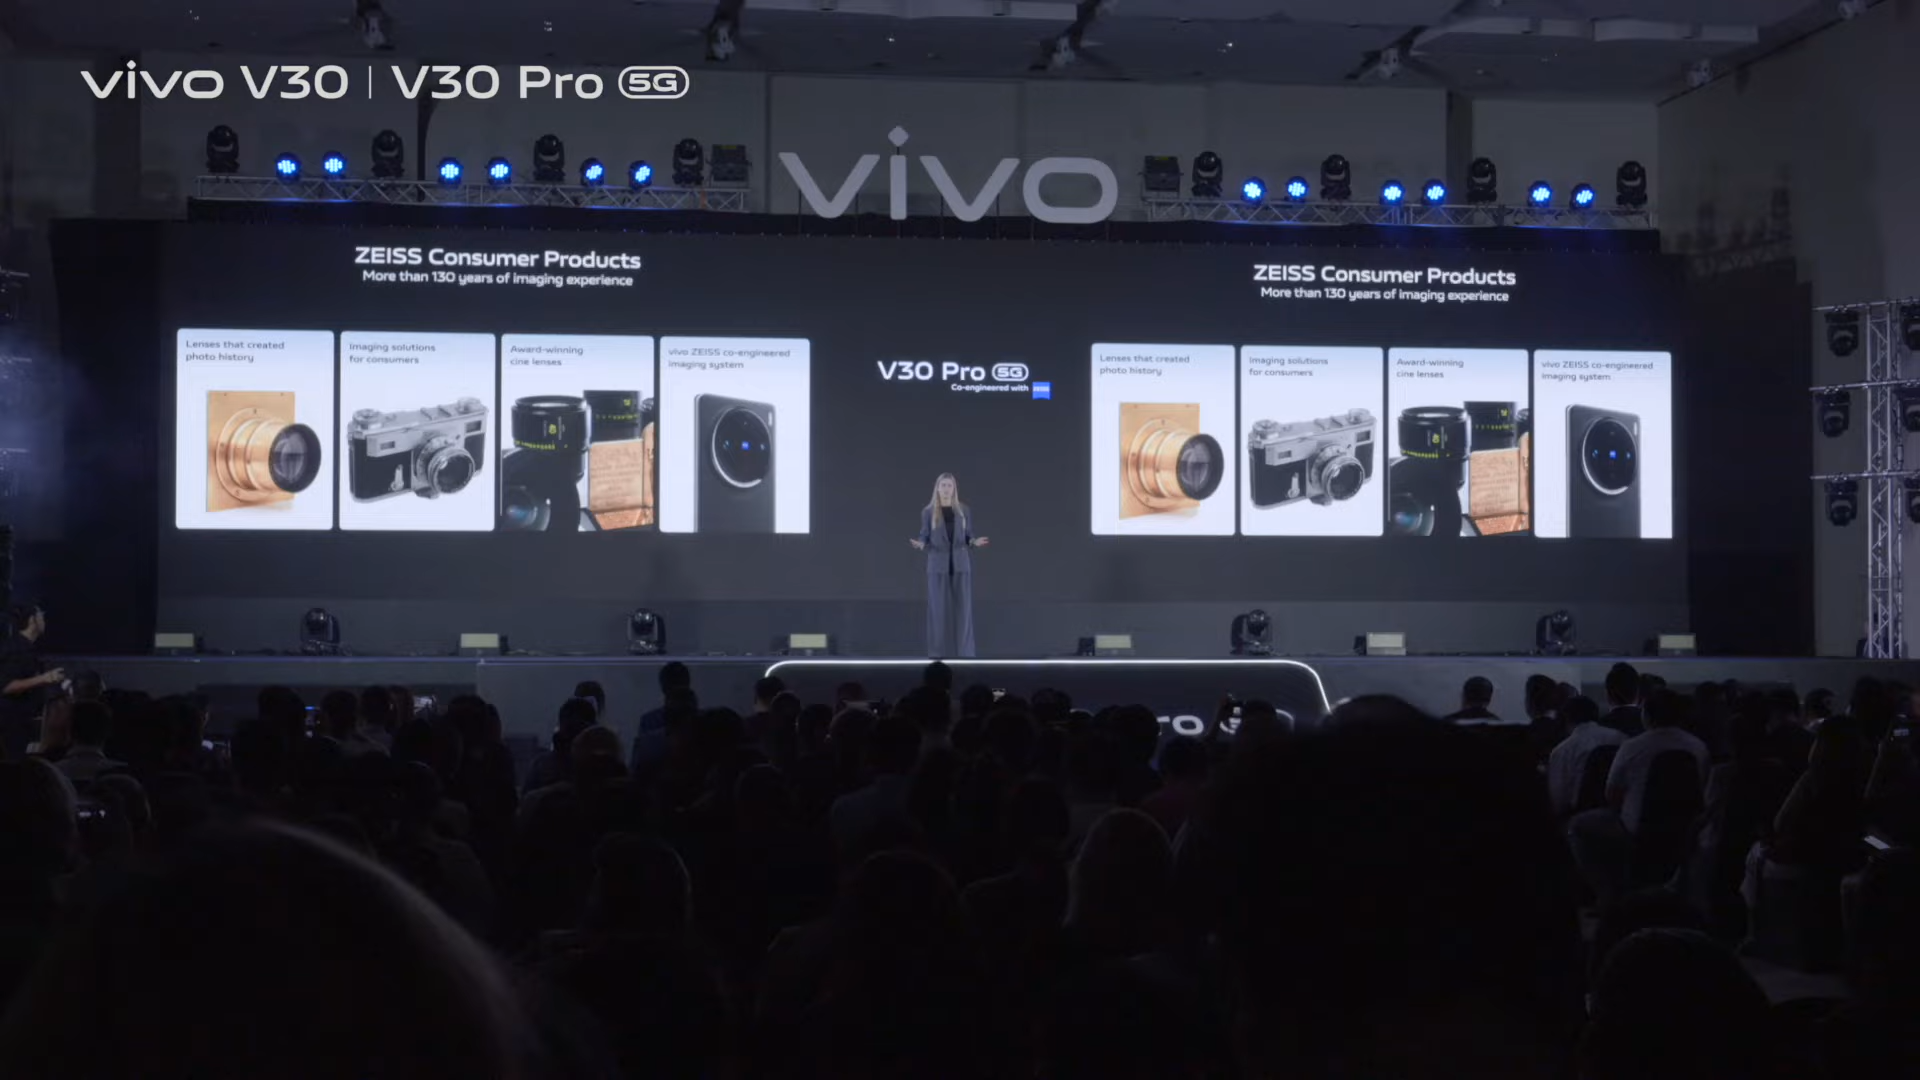 vivo V30 | V30 Pro 5G
vivo
ZEISS Consumer Products
More than 130 years of imaging experience
Lenses that created
photo history
Imaging solutions
for consumers
Award-winning
cine lenses
vivo ZEISS co-engineered
imaging system
V30 Pro 5G
Co-engineered with ZEISS
ZEISS Consumer Products
More than 130 years of imaging experience
Lenses that created
photo history
Imaging solutions
for consumers
Award-winning
cine lenses
vivo ZEISS co-engineered
imaging system